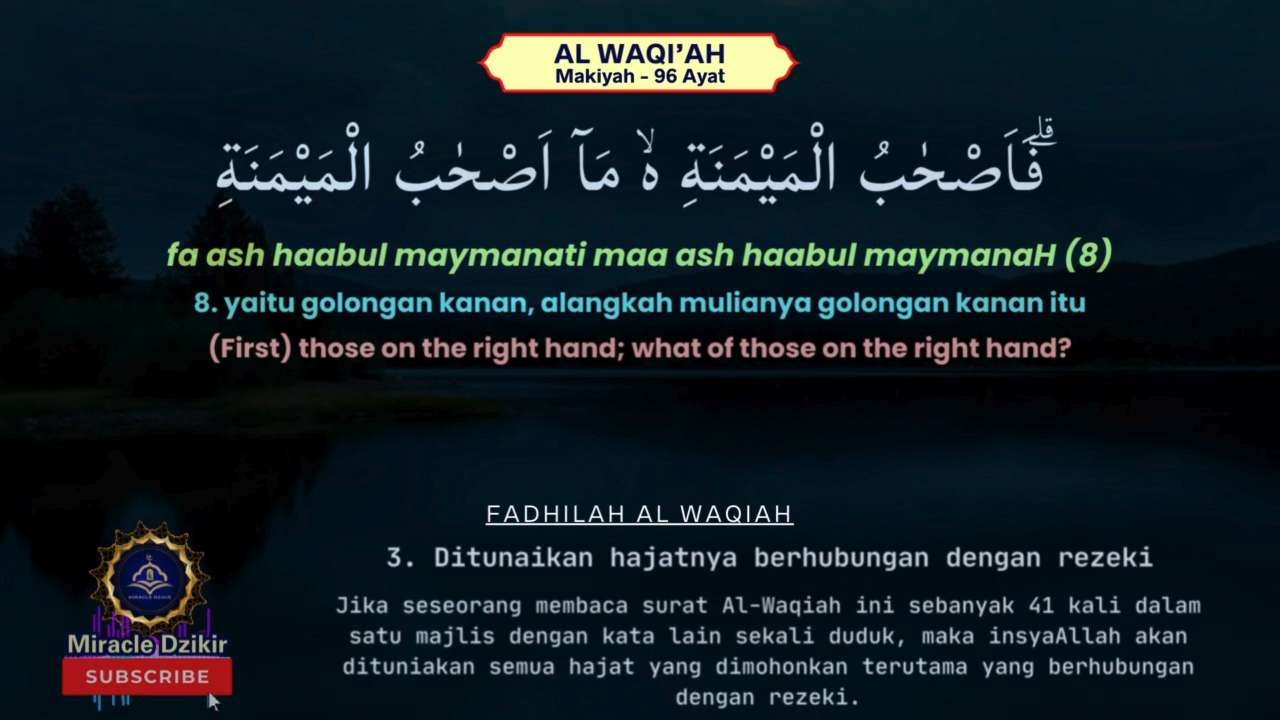 AL WAQI’AH
Makiyah - 96 Ayat
فَاَصْحٰبُ الْمَيْمَنَةِ ەۙ مَآ اَصْحٰبُ الْمَيْمَنَةِ ۗ
fa ash haabul maymanati maa ash haabul maymanaH (8)
8. yaitu golongan kanan, alangkah mulianya golongan kanan itu
(First) those on the right hand; what of those on the right hand?
FADHILAH AL WAQIAH
3. Ditunaikan hajatnya berhubungan dengan rezeki
Jika seseorang membaca surat Al-Waqiah ini sebanyak 41 kali dalam
satu majlis dengan kata lain sekali duduk, maka insyaAllah akan
dituniakan semua hajat yang dimohonkan terutama yang berhubungan
dengan rezeki.
MIRACLE DZIKIR
Miracle Dzikir
SUBSCRIBE